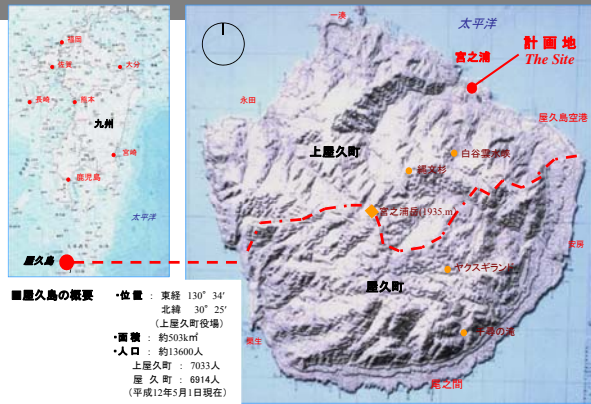 福岡
佐賀
大分
長崎
熊本
九州
宮崎
鹿児島
太平洋
屋久島
■屋久島の概要
・位置 : 東経 130° 34′
北緯 30° 25′
(上屋久町役場)
・面積 : 約503k㎡
・人口 : 約13600人
上屋久町 : 7033人
屋 久 町 : 6914人
(平成12年5月1日現在)
一湊
太平洋
宮之浦
計 画 地
The Site
永田
屋久島空港
上屋久町
白谷雲水峡
縄文杉
宮之浦岳(1935.m)
安房
ヤクスギランド
屋久町
千尋の滝
栗生
尾之間